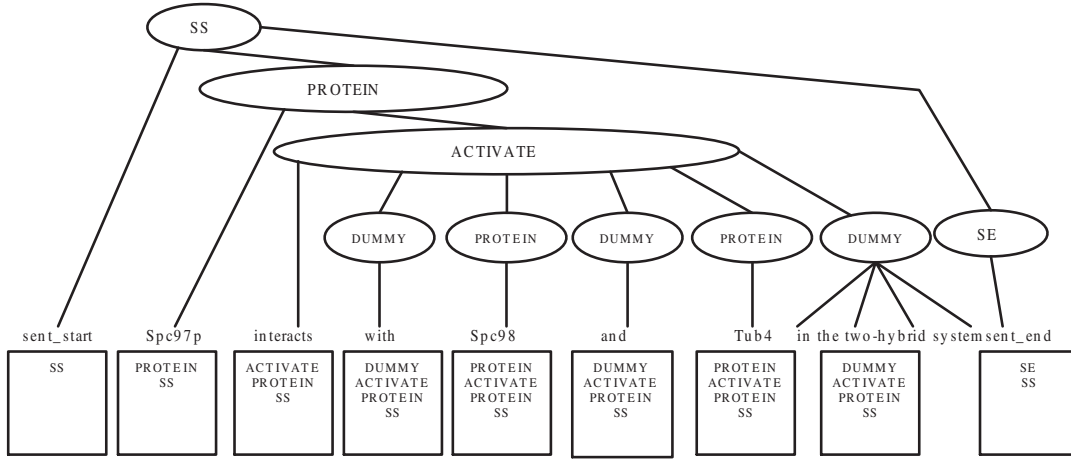 SS
PROTEIN
ACTIVATE
DUMMY PROTEIN DUMMY PROTEIN DUMMY SE
sent_start Spc97p interacts with Spc98 and Tub4 in the two-hybrid system sent_end
SS
PROTEIN
SS
ACTIVATE
PROTEIN
SS
DUMMY
ACTIVATE
PROTEIN
SS
PROTEIN
ACTIVATE
PROTEIN
SS
DUMMY
ACTIVATE
PROTEIN
SS
PROTEIN
ACTIVATE
PROTEIN
SS
DUMMY
ACTIVATE
PROTEIN
SS
SE
SS